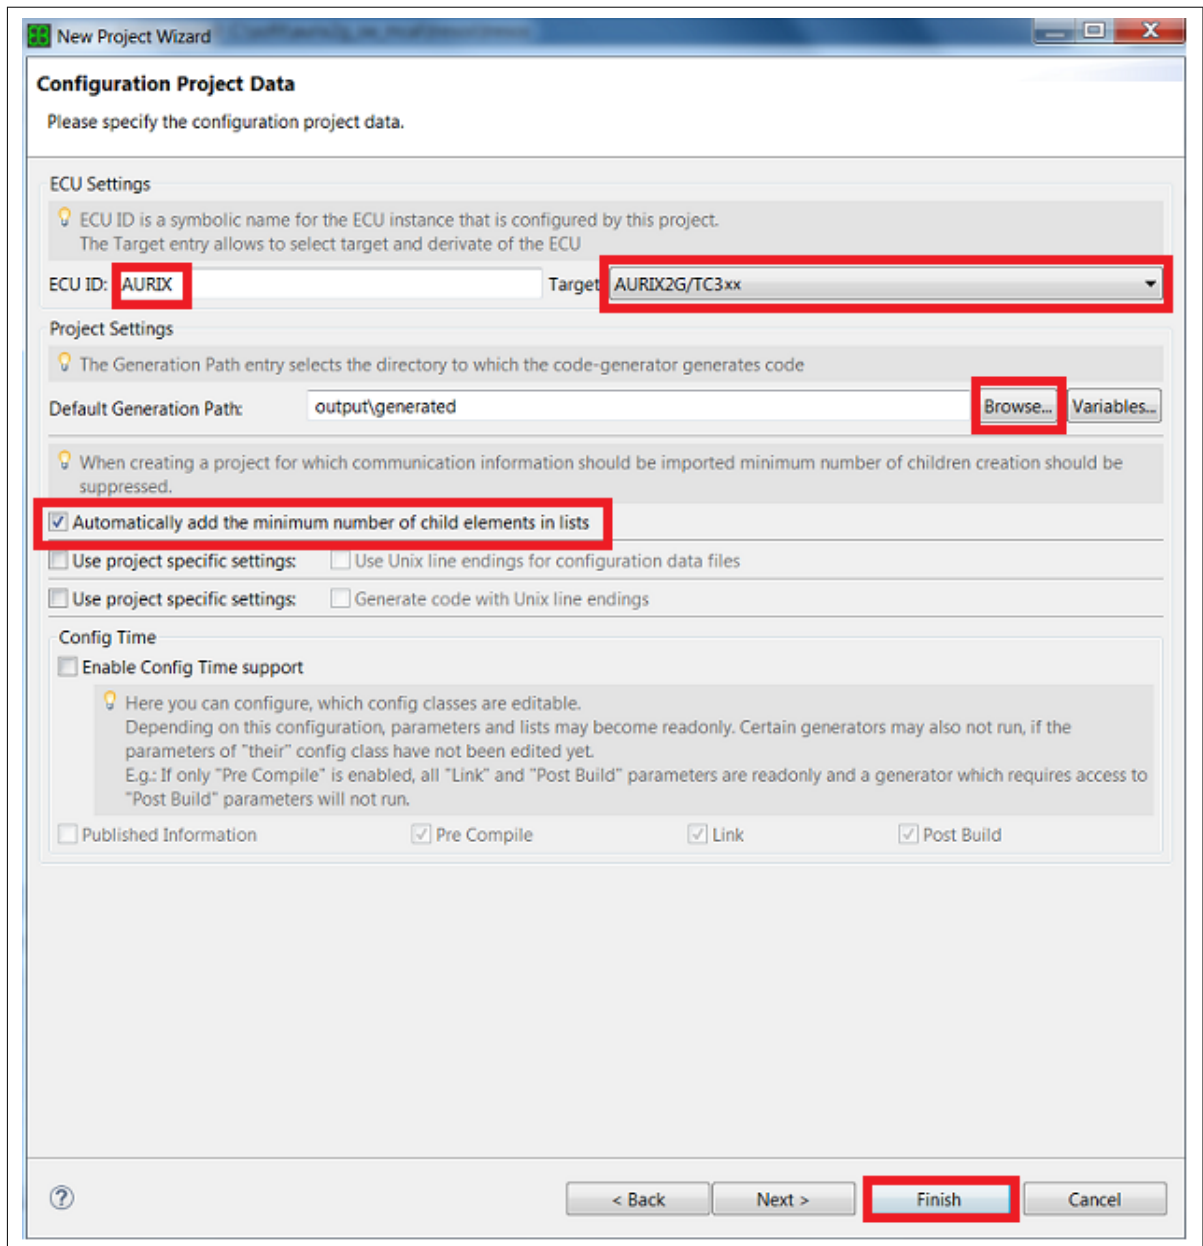 New Project Wizard
Configuration Project Data
Please specify the configuration project data.
ECU Settings
ECU ID is a symbolic name for the ECU instance that is configured by this project.
The Target entry allows to select target and derivate of the ECU
ECU ID: AURIX Target AURIX2G/TC3xx
Project Settings
The Generation Path entry selects the directory to which the code-generator generates code
Default Generation Path: output\generated Browse... Variables...
When creating a project for which communication information should be imported minimum number of children creation should be
suppressed.
Automatically add the minimum number of child elements in lists
Use project specific settings: Use Unix line endings for configuration data files
Use project specific settings: Generate code with Unix line endings
Config Time
Enable Config Time support
Here you can configure, which config classes are editable.
Depending on this configuration, parameters and lists may become readonly. Certain generators may also not run, if the
parameters of "their" config class have not been edited yet.
E.g.: If only "Pre Compile" is enabled, all "Link" and "Post Build" parameters are readonly and a generator which requires access to
"Post Build" parameters will not run.
Published Information Pre Compile Link Post Build
? < Back Next > Finish Cancel